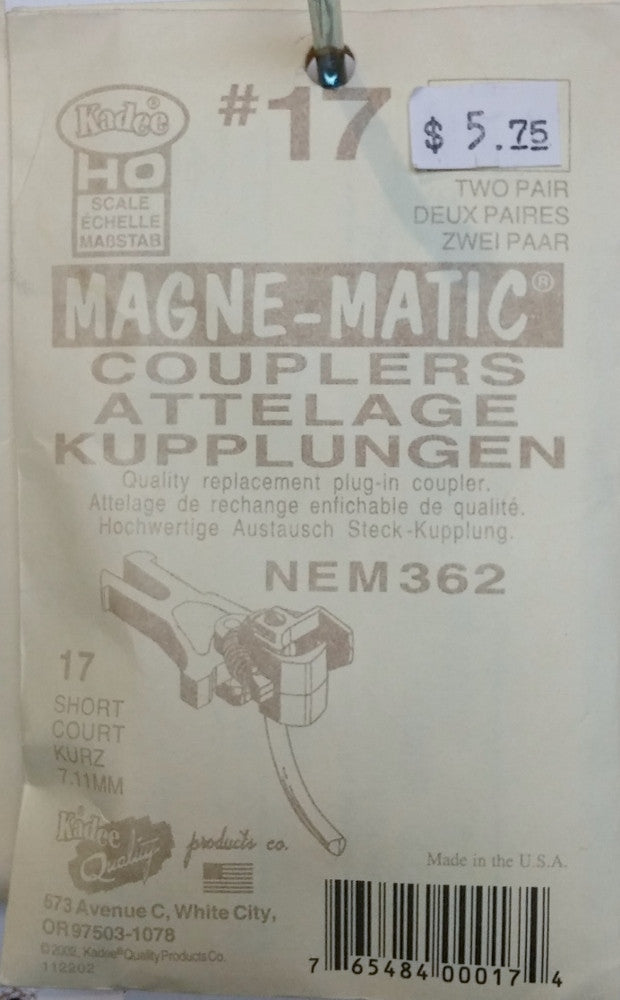 Kadee®
HO
SCALE
ÉCHELLE
MAßSTAB
#17
$ 5.75
TWO PAIR
DEUX PAIRES
ZWEI PAAR
MAGNE-MATIC®
COUPLERS
ATTELAGE
KUPPLUNGEN
Quality replacement plug-in coupler.
Attelage de rechange enfichable de qualité.
Hochwertige Austausch Steck-Kupplung.
NEM362
17
SHORT
COURT
KURZ
7.11MM
Kadee
Quality
products co.
Made in the U.S.A.
673 Avenue C, White City,
OR 97503-1078
©2002, Kadee® Quality Products Co.
112202
7 65484 00017 4